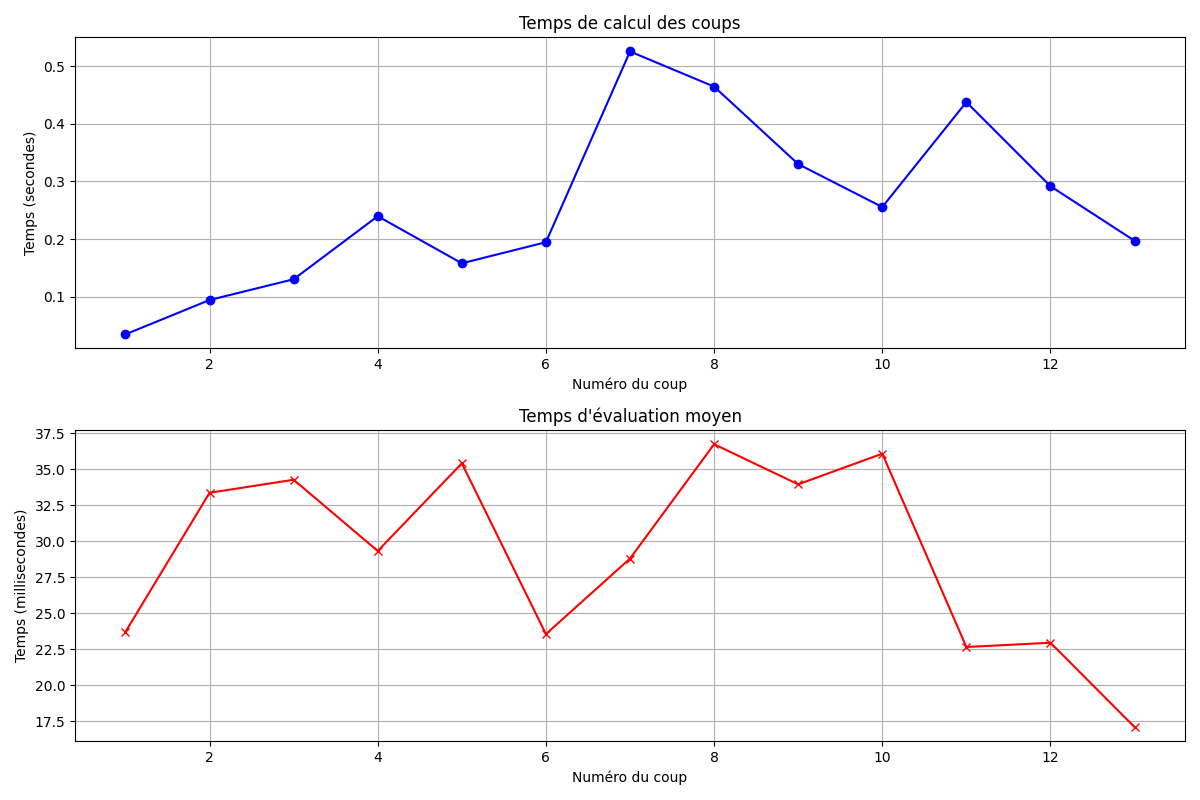 Temps de calcul des coups
0.5
0.4
0.3
0.2
0.1
Temps (secondes)
2 4 6 8 10 12
Numéro du coup
Temps d'évaluation moyen
37.5
35.0
32.5
30.0
27.5
25.0
22.5
20.0
17.5
Temps (millisecondes)
2 4 6 8 10 12
Numéro du coup